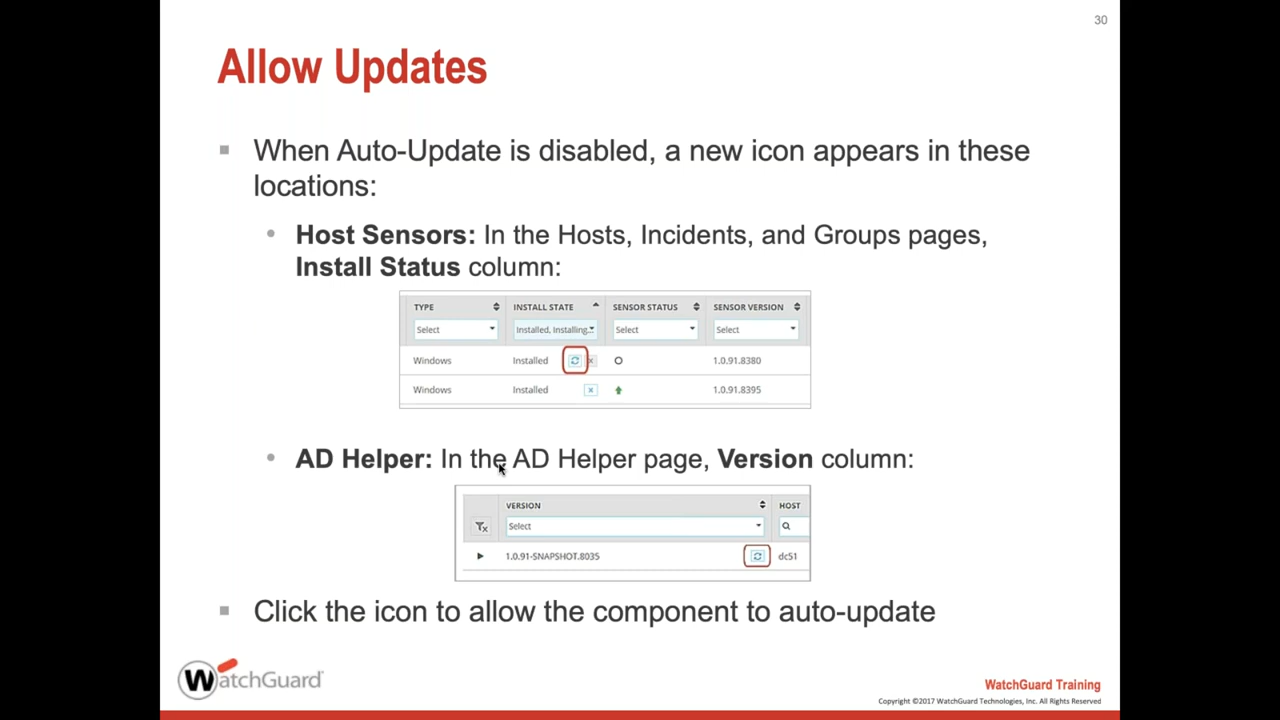 30
Allow Updates
When Auto-Update is disabled, a new icon appears in these
locations:
Host Sensors: In the Hosts, Incidents, and Groups pages,
Install Status column:
TYPE INSTALL STATE SENSOR STATUS SENSOR VERSION
Select Installed, Installing... Select Select
Windows Installed 1.0.91.8380
Windows Installed 1.0.91.8395
AD Helper: In the AD Helper page, Version column:
VERSION HOST
Select
1.0.91-SNAPSHOT.8035 dc51
Click the icon to allow the component to auto-update
WatchGuard
WatchGuard Training
Copyright ©2017 WatchGuard Technologies, Inc. All Rights Reserved